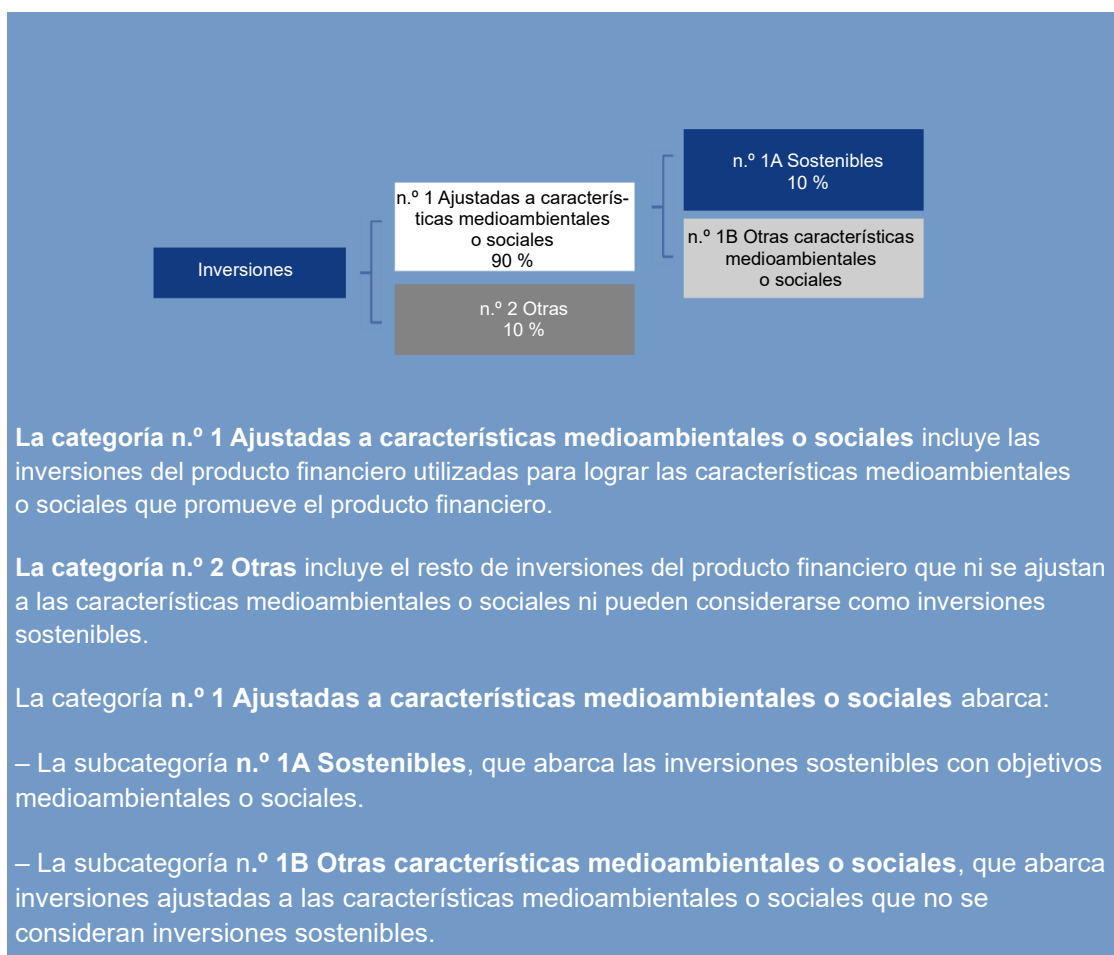 Inversiones
n.º 1 Ajustadas a caracterís-
ticas medioambientales
o sociales
90 %
n.º 2 Otras
10 %
n.º 1A Sostenibles
10 %
n.º 1B Otras características
medioambientales
o sociales
La categoría n.º 1 Ajustadas a características medioambientales o sociales incluye las
inversiones del producto financiero utilizadas para lograr las características medioambientales
o sociales que promueve el producto financiero.
La categoría n.º 2 Otras incluye el resto de inversiones del producto financiero que ni se ajustan
a las características medioambientales o sociales ni pueden considerarse como inversiones
sostenibles.
La categoría n.º 1 Ajustadas a características medioambientales o sociales abarca:
– La subcategoría n.º 1A Sostenibles, que abarca las inversiones sostenibles con objetivos
medioambientales o sociales.
– La subcategoría n.º 1B Otras características medioambientales o sociales, que abarca
inversiones ajustadas a las características medioambientales o sociales que no se
consideran inversiones sostenibles.